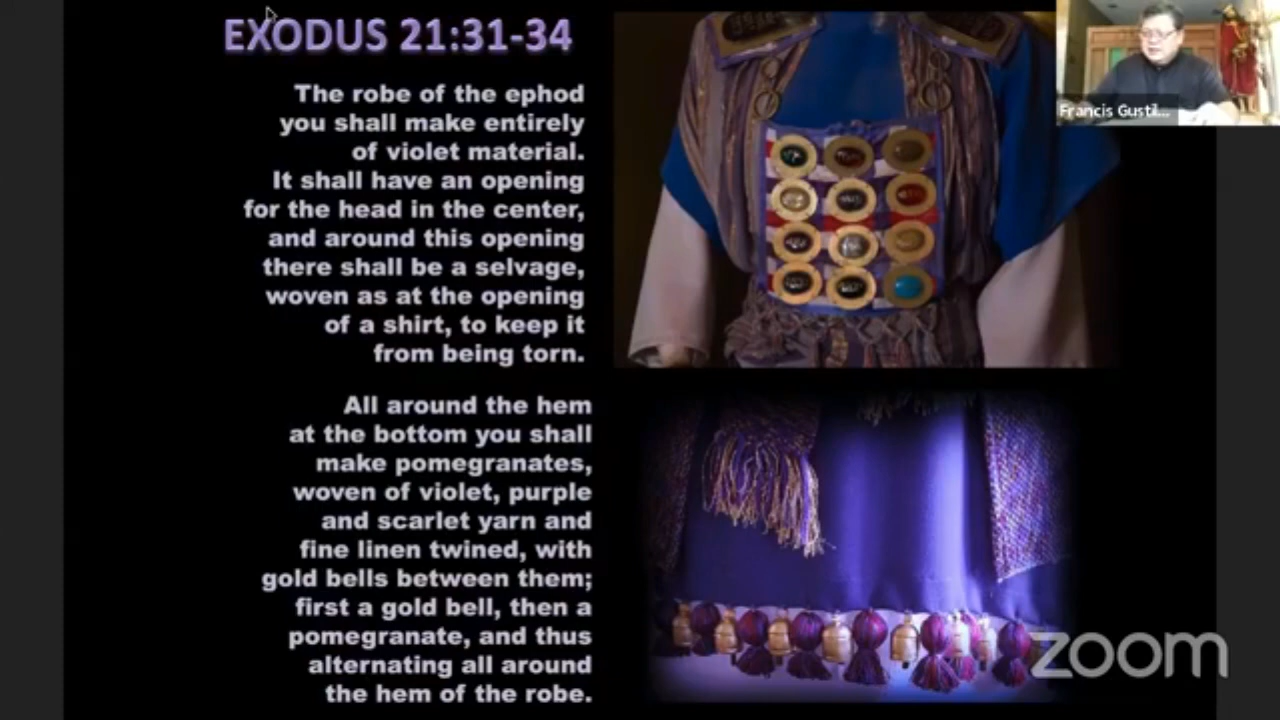 EXODUS 21:31-34
The robe of the ephod
you shall make entirely
of violet material.
It shall have an opening
for the head in the center,
and around this opening
there shall be a selvage,
woven as at the opening
of a shirt, to keep it
from being torn.
All around the hem
at the bottom you shall
make pomegranates,
woven of violet, purple
and scarlet yarn and
fine linen twined, with
gold bells between them;
first a gold bell, then a
pomegranate, and thus
alternating all around
the hem of the robe.
Francis Gustil...
zoom